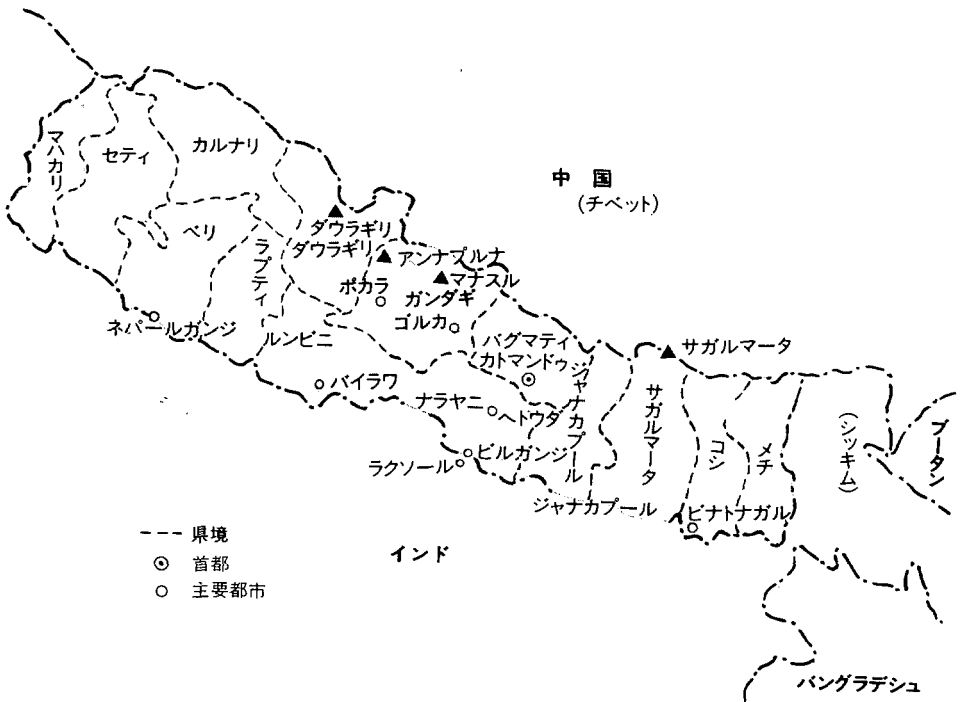 マハカリ
セティ
カルナリ
中国
(チベット)
ベリ
ラプティ
ダウラギリ
ダウラギリ
アンナプルナ
マナスル
ポカラ
ガンダキ
ゴルカ
ネパールガンジ
ルンビニ
バグマティ
カトマンドゥ
ジャナカプール
サガルマータ
サガルマータ
バイラワ
ナラヤニ
ヘトウダ
コシ
メチ
(シッキム)
ブータン
ビルガンジ
ラクソール
ジャナカプール
ビナトナガル
インド
県境
首都
主要都市
バングラデシュ